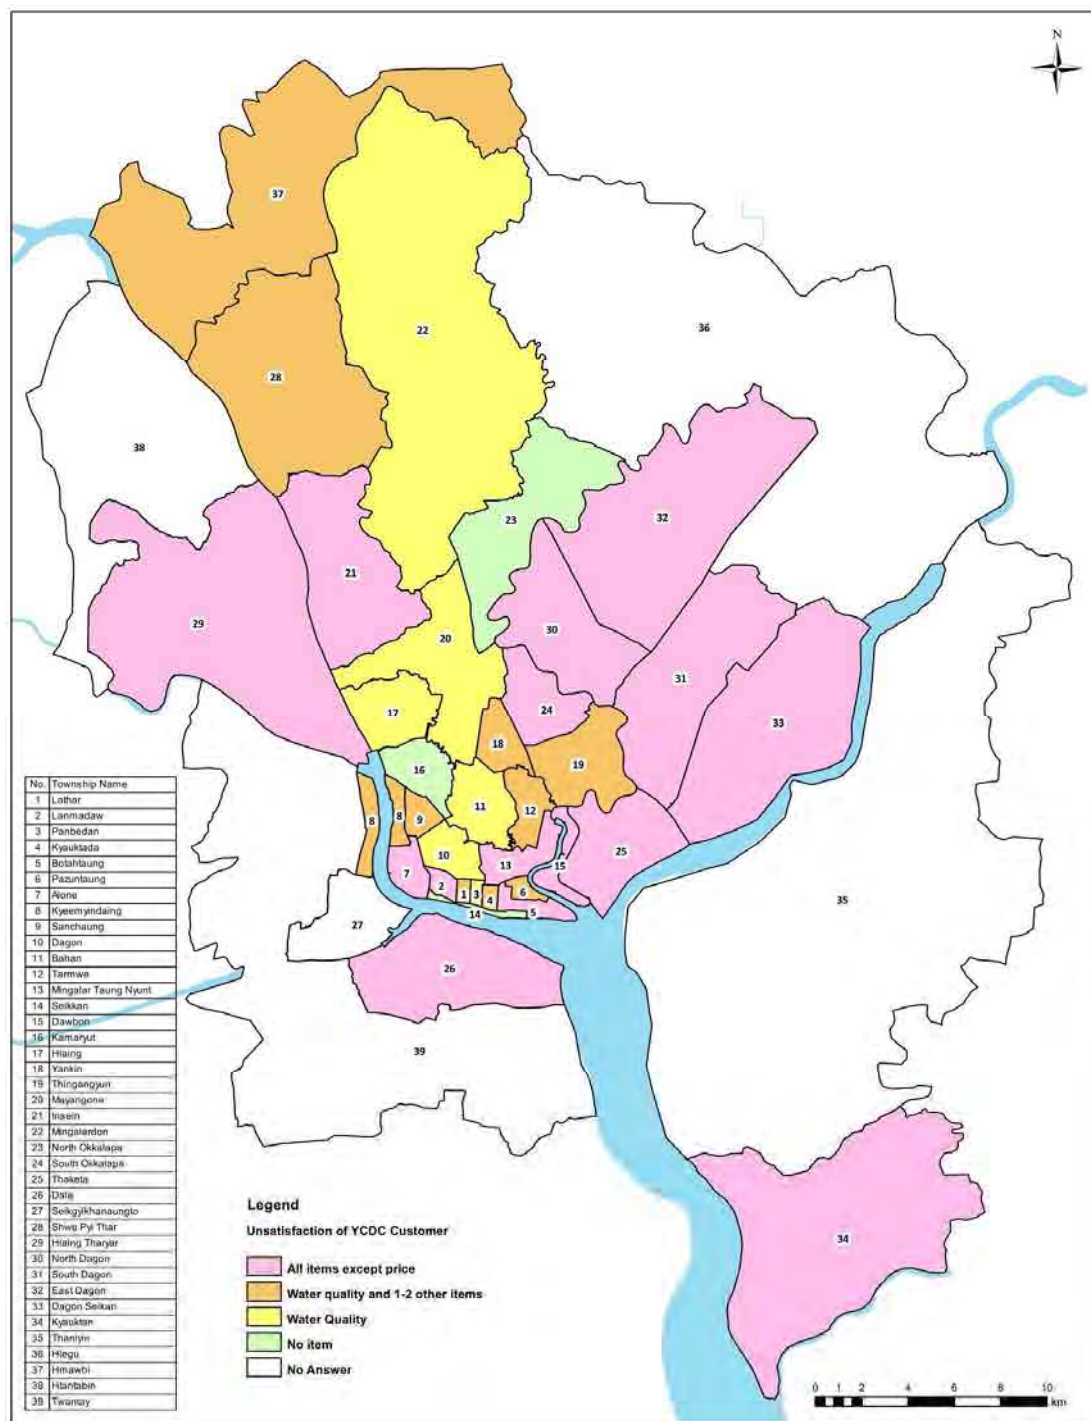 N
37
22
36
28
38
23
32
21
29
20
30
31
24
33
17
18
19
16
11
12
8
8
9
10
13
15
25
7
2
1
3
4
6
14
5
27
35
26
39
34
No. Township Name
1 Lathar
2 Lanmadaw
3 Panbedan
4 Kyauktada
5 Botahtaung
6 Pazuntaung
7 Alone
8 Kyeemyindaing
9 Sanchaung
10 Dagon
11 Bahan
12 Tarmwe
13 Mingalar Taung Nyunt
14 Seikkan
15 Dawbon
16 Kamaryut
17 Hlaing
18 Yankin
19 Thingangyun
20 Mayangone
21 Insein
22 Mingalardon
23 North Okkalapa
24 South Okkalapa
25 Thaketa
26 Dala
27 Seikgyikhanaungto
28 Shwe Pyi Thar
29 Hlaing Tharyar
30 North Dagon
31 South Dagon
32 East Dagon
33 Dagon Seikan
34 Kyauktan
35 Thanlyin
36 Hlegu
37 Hmawbi
38 Htantabin
39 Twantay
Legend
Unsatisfaction of YCDC Customer
All items except price
Water quality and 1-2 other items
Water Quality
No item
No Answer
0 1 2 4 6 8 10
km